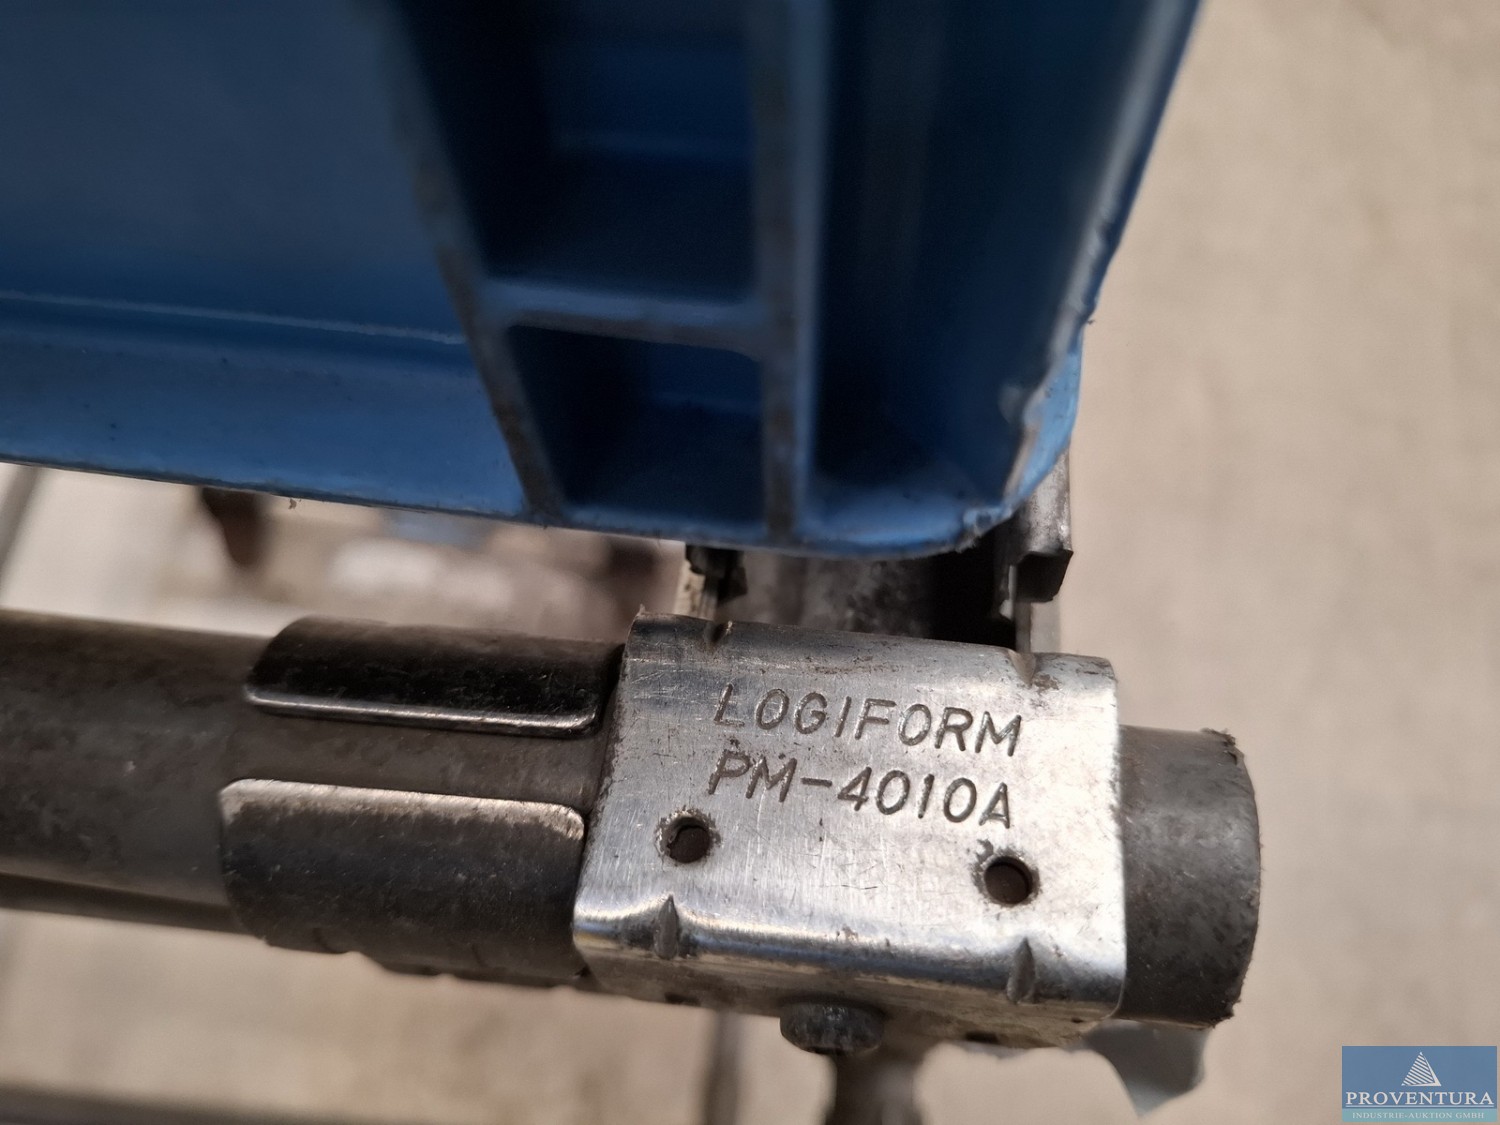 LOGIFORM
PM-4010A
PROVENTURA
INDUSTRIE-AUKTION GMBH